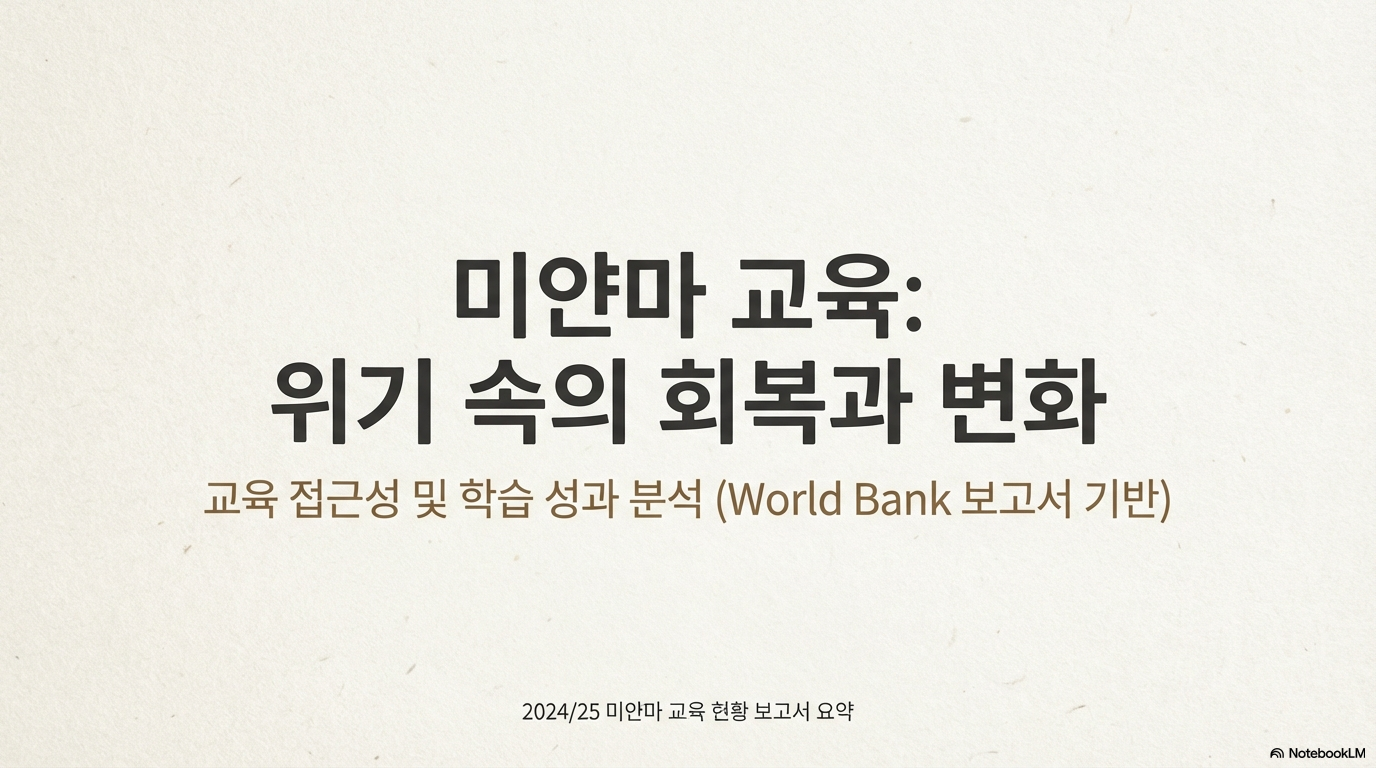 미얀마 교육:
위기 속의 회복과 변화
교육 접근성 및 학습 성과 분석 (World Bank 보고서 기반)
2024/25 미얀마 교육 현황 보고서 요약
NotebookLM